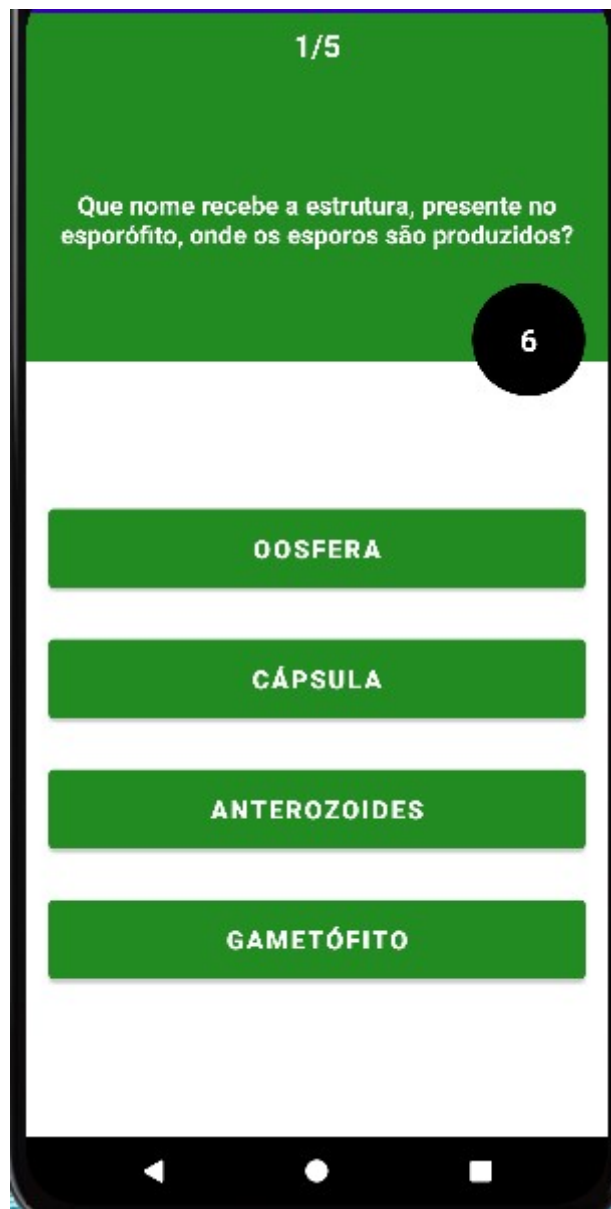 1/5
Que nome recebe a estrutura, presente no
esporófito, onde os esporos são produzidos?
6
OOSFERA
CÁPSULA
ANTEROZOIDES
GAMETÓFITO